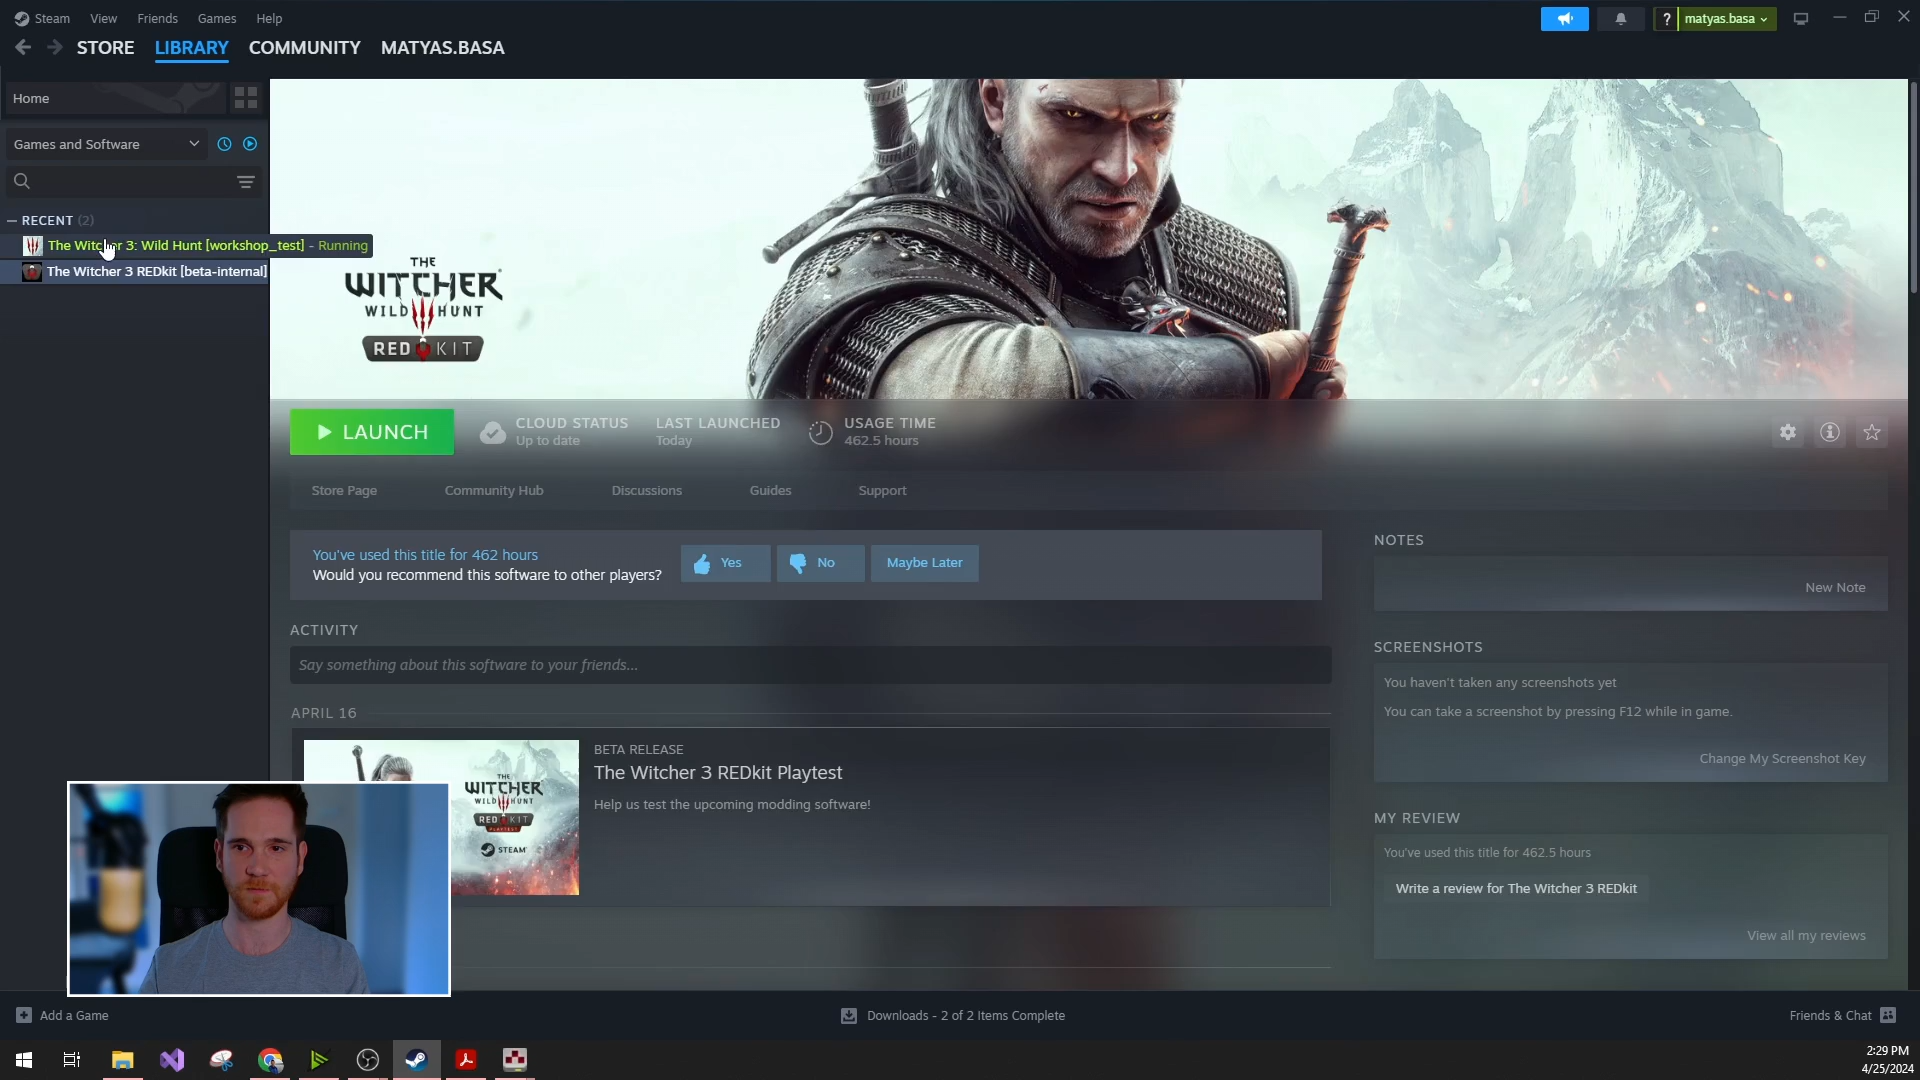 Steam View Friends Games Help
? matyas.basa
STORE LIBRARY COMMUNITY MATYAS.BASA
Home
Games and Software
RECENT (2)
The Witcher 3: Wild Hunt [workshop_test] - Running
The Witcher 3 REDkit [beta-internal]
THE
WITCHER
WILD HUNT
RED KIT
LAUNCH
CLOUD STATUS
Up to date
LAST LAUNCHED
Today
USAGE TIME
462.5 hours
Store Page Community Hub Discussions Guides Support
You've used this title for 462 hours
Would you recommend this software to other players?
Yes No Maybe Later
NOTES
New Note
ACTIVITY
Say something about this software to your friends...
SCREENSHOTS
You haven't taken any screenshots yet
You can take a screenshot by pressing F12 while in game.
Change My Screenshot Key
APRIL 16
THE
WITCHER
WILD HUNT
RED KIT
PLAYTEST
STEAM
BETA RELEASE
The Witcher 3 REDkit Playtest
Help us test the upcoming modding software!
MY REVIEW
You've used this title for 462.5 hours
Write a review for The Witcher 3 REDkit
View all my reviews
Add a Game
Downloads - 2 of 2 Items Complete
Friends & Chat
2:29 PM
4/25/2024